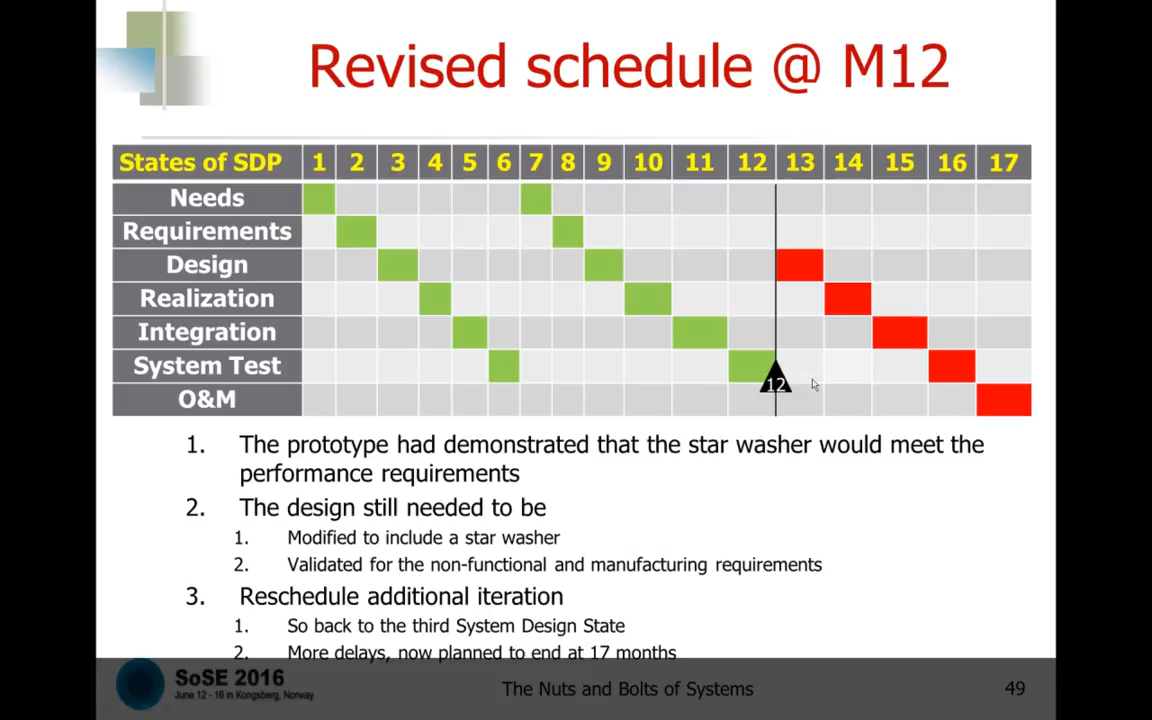 Revised schedule @ M12
States of SDP 1 2 3 4 5 6 7 8 9 10 11 12 13 14 15 16 17
Needs
Requirements
Design
Realization
Integration
System Test
O&M
12
1. The prototype had demonstrated that the star washer would meet the
performance requirements
2. The design still needed to be
1. Modified to include a star washer
2. Validated for the non-functional and manufacturing requirements
3. Reschedule additional iteration
1. So back to the third System Design State
2. More delays, now planned to end at 17 months
SoSE 2016
June 12 - 16 in Kongsberg, Norway
The Nuts and Bolts of Systems
49